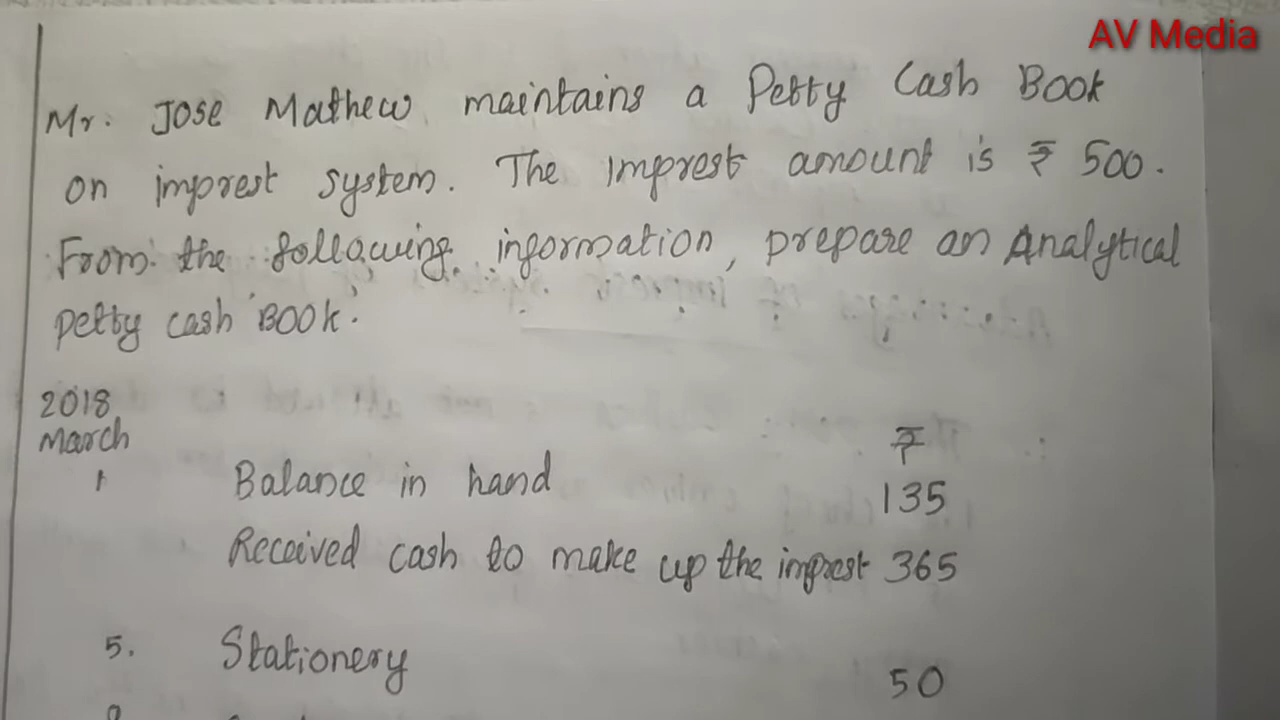 AV Media
Mr. Jose Mathew maintains a Petty Cash Book
on imprest system. The imprest amount is ₹ 500.
From the following information, prepare an Analytical
petty cash Book.
2018
March
₹
1 Balance in hand 135
Received cash to make up the imprest 365
5. Stationery 50